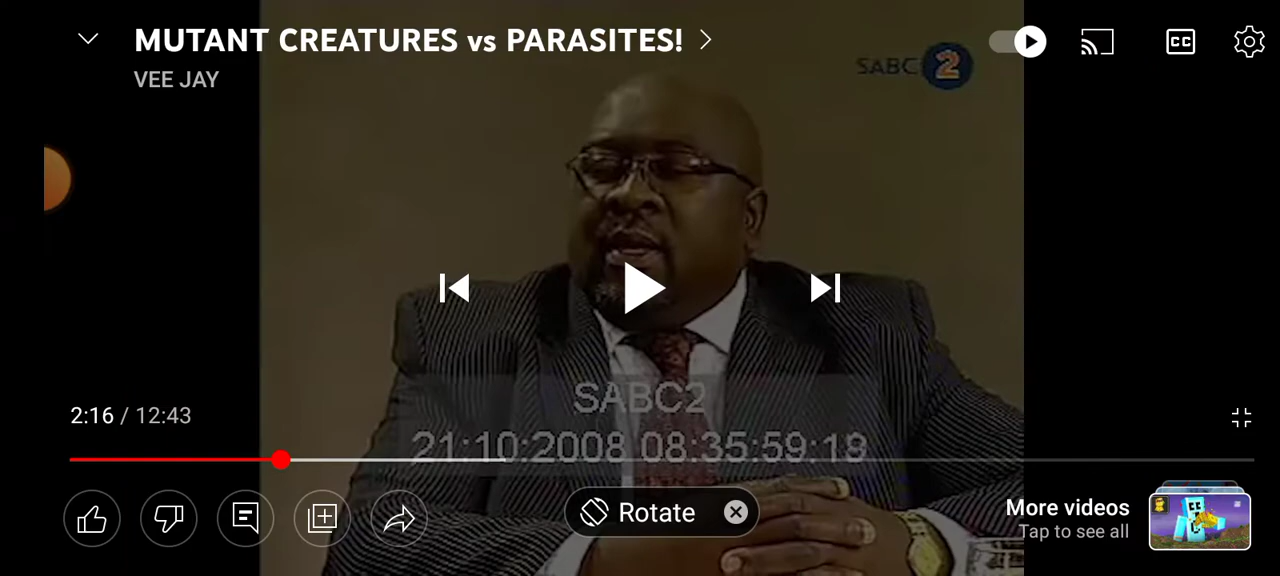 MUTANT CREATURES vs PARASITES!
VEE JAY
CC
SABC 2
2:16 / 12:43
SABC2
21:10:2008 08:35:59:18
Rotate
More videos
Tap to see all